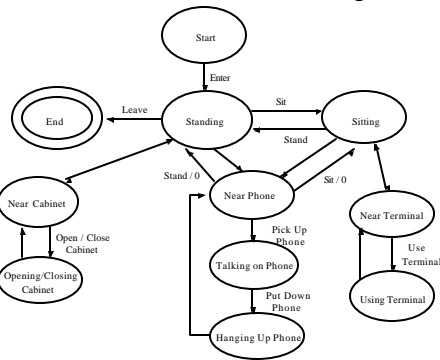 Start
Enter
Leave
Sit
End
Standing
Sitting
Stand
Stand / 0
Sit / 0
Near Cabinet
Near Phone
Near Terminal
Open / Close
Cabinet
Pick Up
Phone
Use
Terminal
Opening/Closing
Cabinet
Talking on Phone
Using Terminal
Put Down
Phone
Hanging Up Phone